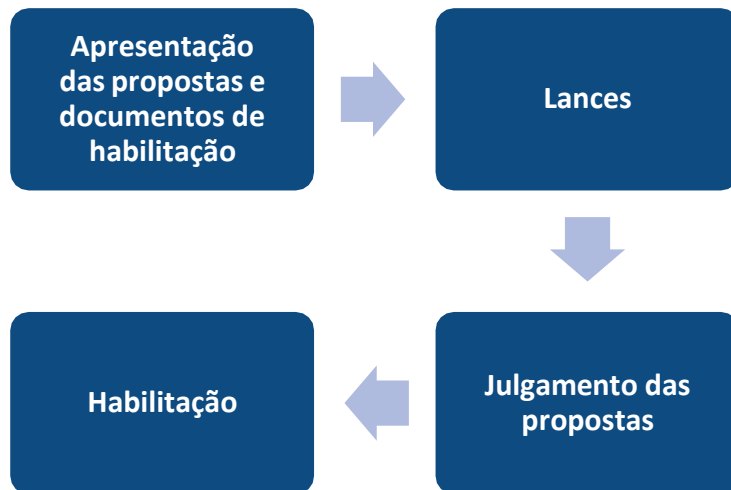 Apresentação
das propostas e
documentos de
habilitação
Lances
Julgamento das
propostas
Habilitação